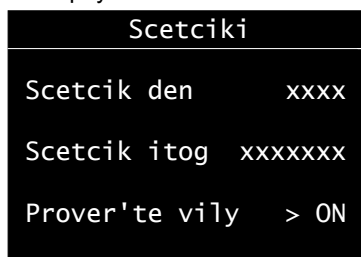 Scetciki
Scetcik den xxxx
Scetcik itog xxxxxxx
Prover'te vily > ON